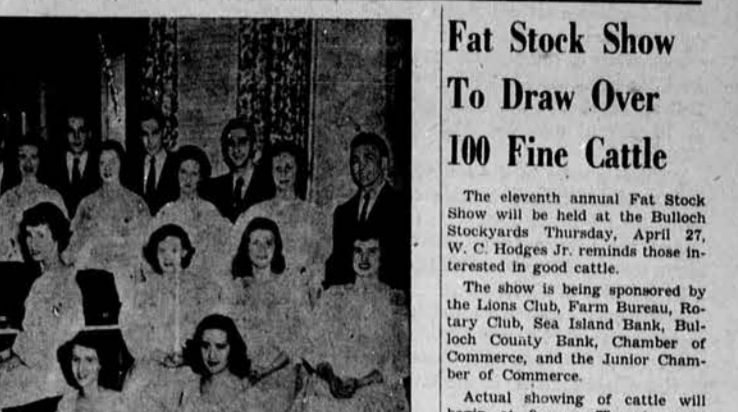 Fat Stock Show
To Draw Over
100 Fine Cattle
The eleventh annual Fat Stock
Show will be held at the Bulloch
Stockyards Thursday, April 27,
W. C. Hodges Jr. reminds those in-
terested in good cattle.
The show is being sponsored by
the Lions Club, Farm Bureau, Ro-
tary Club, Sea Island Bank, Bul-
loch County Bank, Chamber of
Commerce, and the Junior Cham-
ber of Commerce.
Actual showing of cattle will